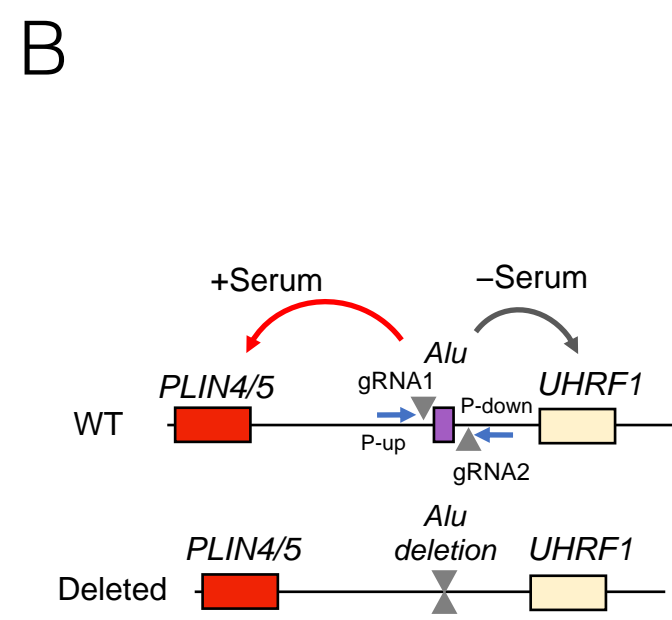 B
+Serum
–Serum
Alu
PLIN4/5
gRNA1
UHRF1
P-down
WT
P-up
gRNA2
Alu
PLIN4/5
deletion
UHRF1
Deleted